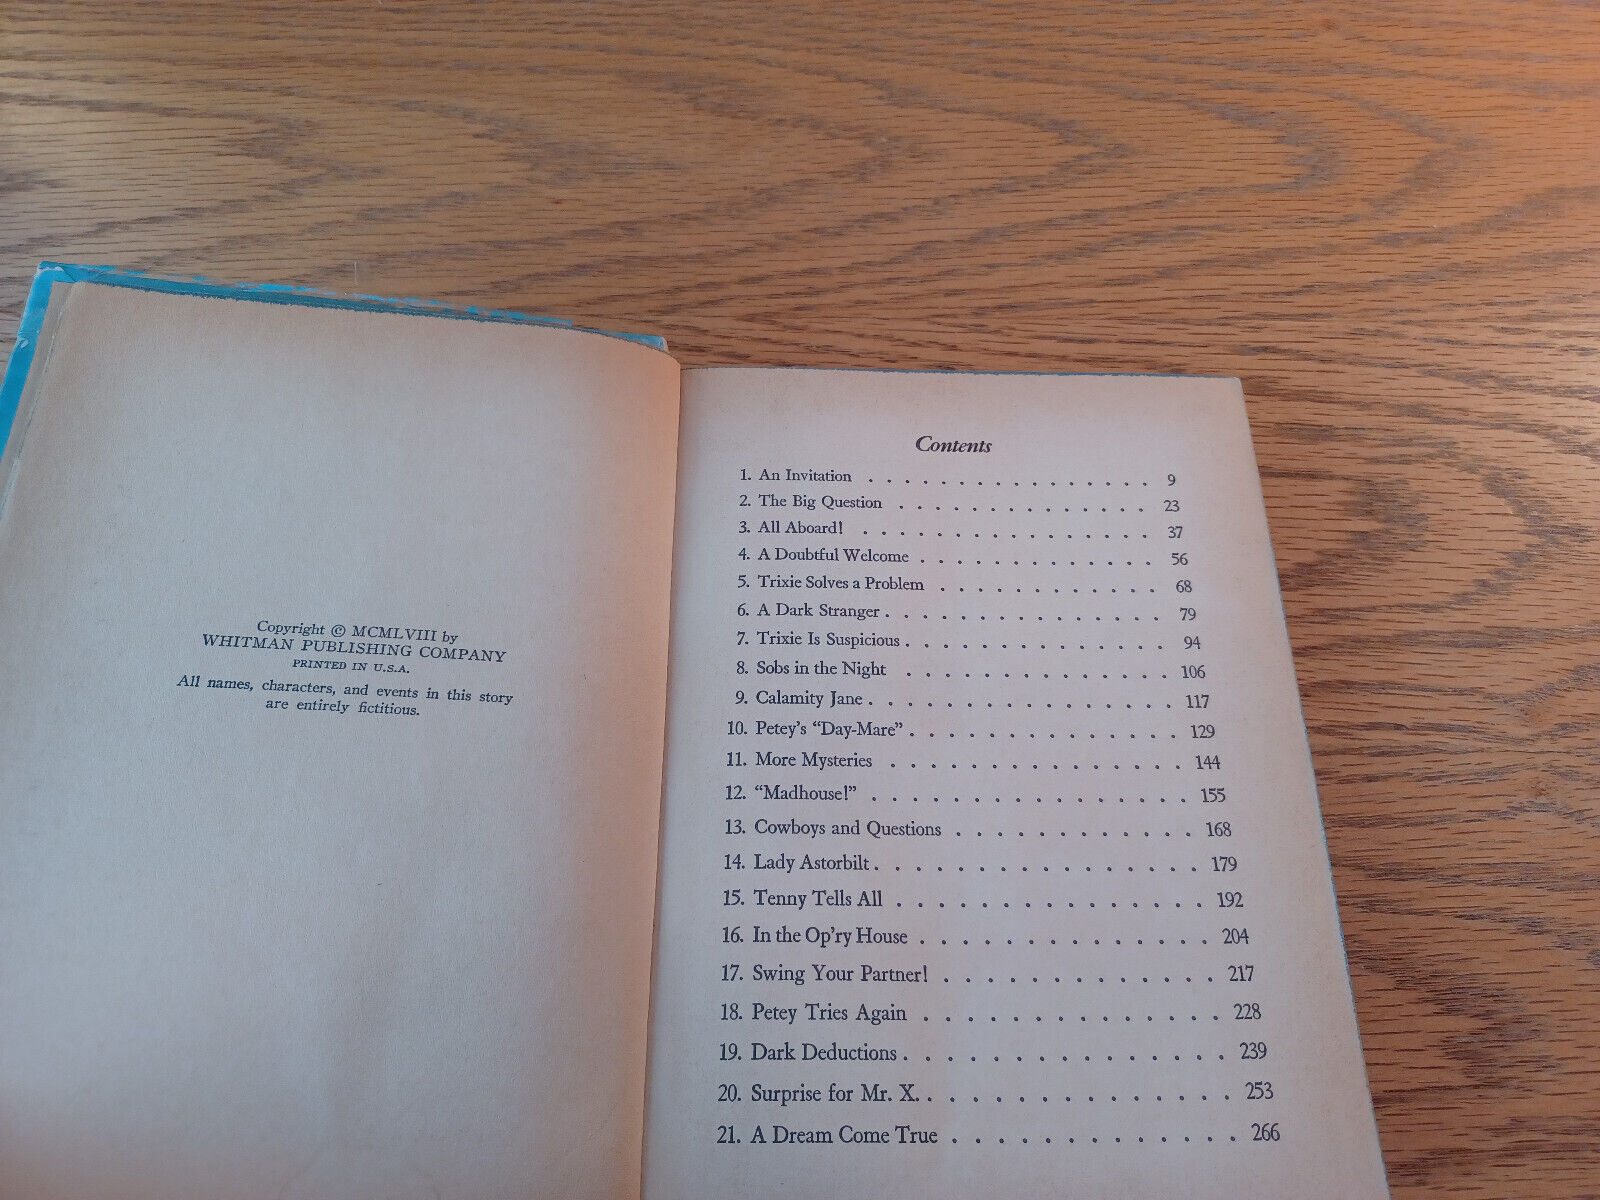 Copyright © MCMLVIII by
WHITMAN PUBLISHING COMPANY
PRINTED IN U.S.A.
All names, characters, and events in this story
are entirely fictitious.
Contents
1. An Invitation . . . . . . . . . . . . . . . . 9
2. The Big Question . . . . . . . . . . . . . . 23
3. All Aboard! . . . . . . . . . . . . . . . . 37
4. A Doubtful Welcome . . . . . . . . . . . . . 56
5. Trixie Solves a Problem . . . . . . . . . . . . 68
6. A Dark Stranger . . . . . . . . . . . . . . . 79
7. Trixie Is Suspicious . . . . . . . . . . . . . . 94
8. Sobs in the Night . . . . . . . . . . . . . . 106
9. Calamity Jane . . . . . . . . . . . . . . . . 117
10. Petey's "Day-Mare" . . . . . . . . . . . . . . 129
11. More Mysteries . . . . . . . . . . . . . . . 144
12. "Madhouse!" . . . . . . . . . . . . . . . . 155
13. Cowboys and Questions . . . . . . . . . . . . 168
14. Lady Astorbilt . . . . . . . . . . . . . . . . 179
15. Tenny Tells All . . . . . . . . . . . . . . . 192
16. In the Op'ry House . . . . . . . . . . . . . . 204
17. Swing Your Partner! . . . . . . . . . . . . . 217
18. Petey Tries Again . . . . . . . . . . . . . . 228
19. Dark Deductions . . . . . . . . . . . . . . . 239
20. Surprise for Mr. X. . . . . . . . . . . . . . . 253
21. A Dream Come True . . . . . . . . . . . . . 266